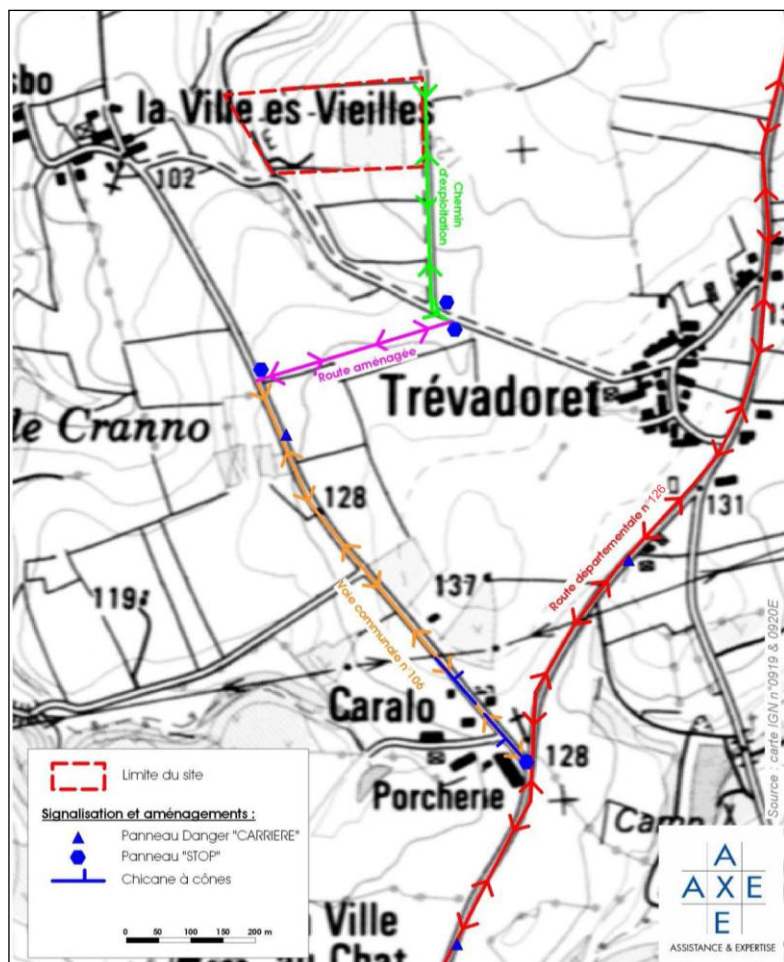 sbo
la Ville es Vieilles
102
Chemin
d'exploitation
Route aménagée
Trévadoret
le Cranno
128
131
Route départementale n°126
137
119
Voie communale n°106
Caralo
128
Porcherie
Camp
Ville
au Chat
Source : carte IGN n°0919 & 0920E
Limite du site
Signalisation et aménagements :
Panneau Danger "CARRIERE"
Panneau "STOP"
Chicane à cônes
0 50 100 150 200 m
A
A X E
E
ASSISTANCE & EXPERTISE